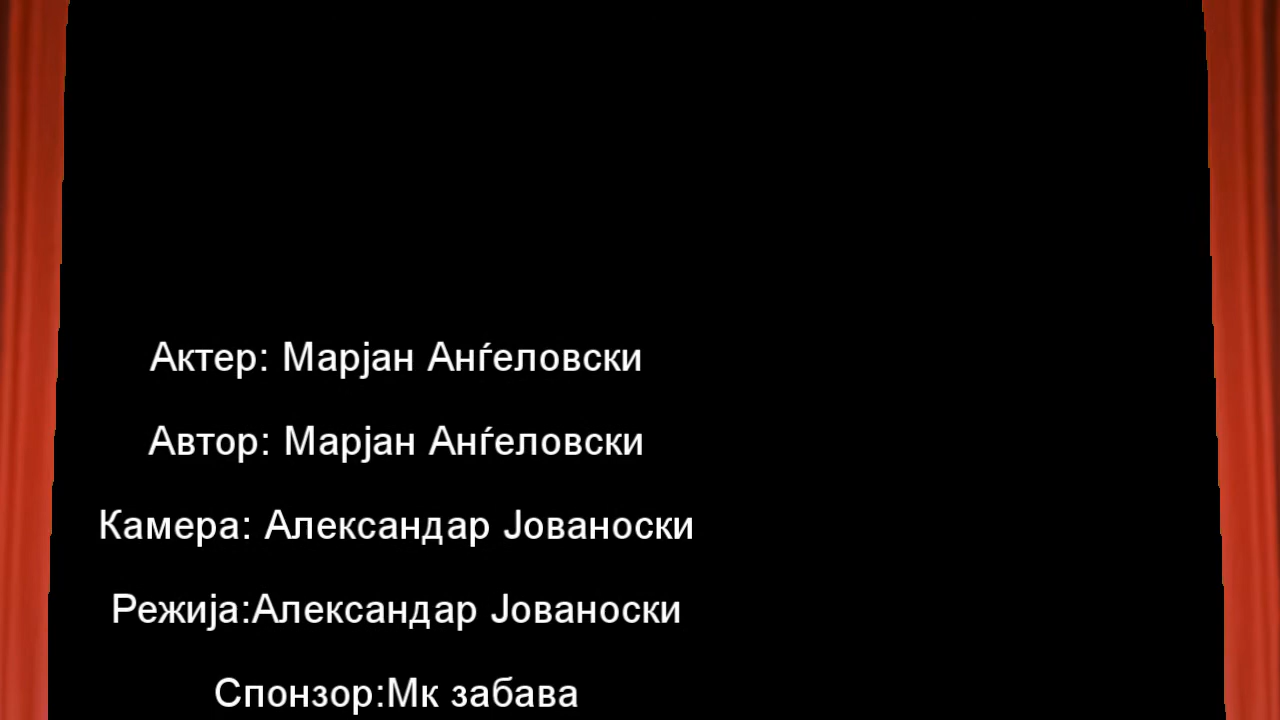 Актер: Марјан Анѓеловски
Автор: Марјан Анѓеловски
Камера: Александар Јованоски
Режија:Александар Јованоски
Спонзор:Мк забава